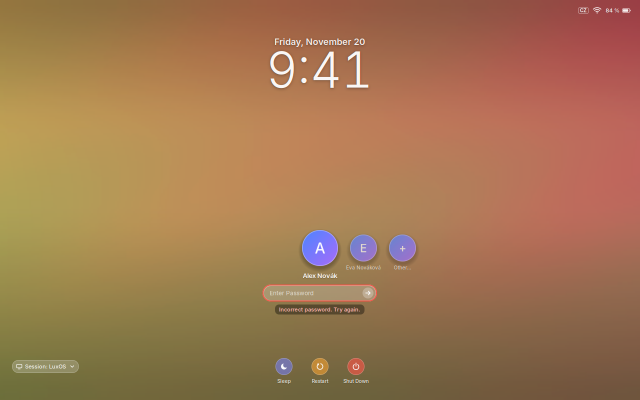 CZ 84 %
Friday, November 20
9:41
A E +
Alex Novák Eva Nováková Other...
Enter Password
Incorrect password. Try again.
Session: LuxOS
Sleep Restart Shut Down